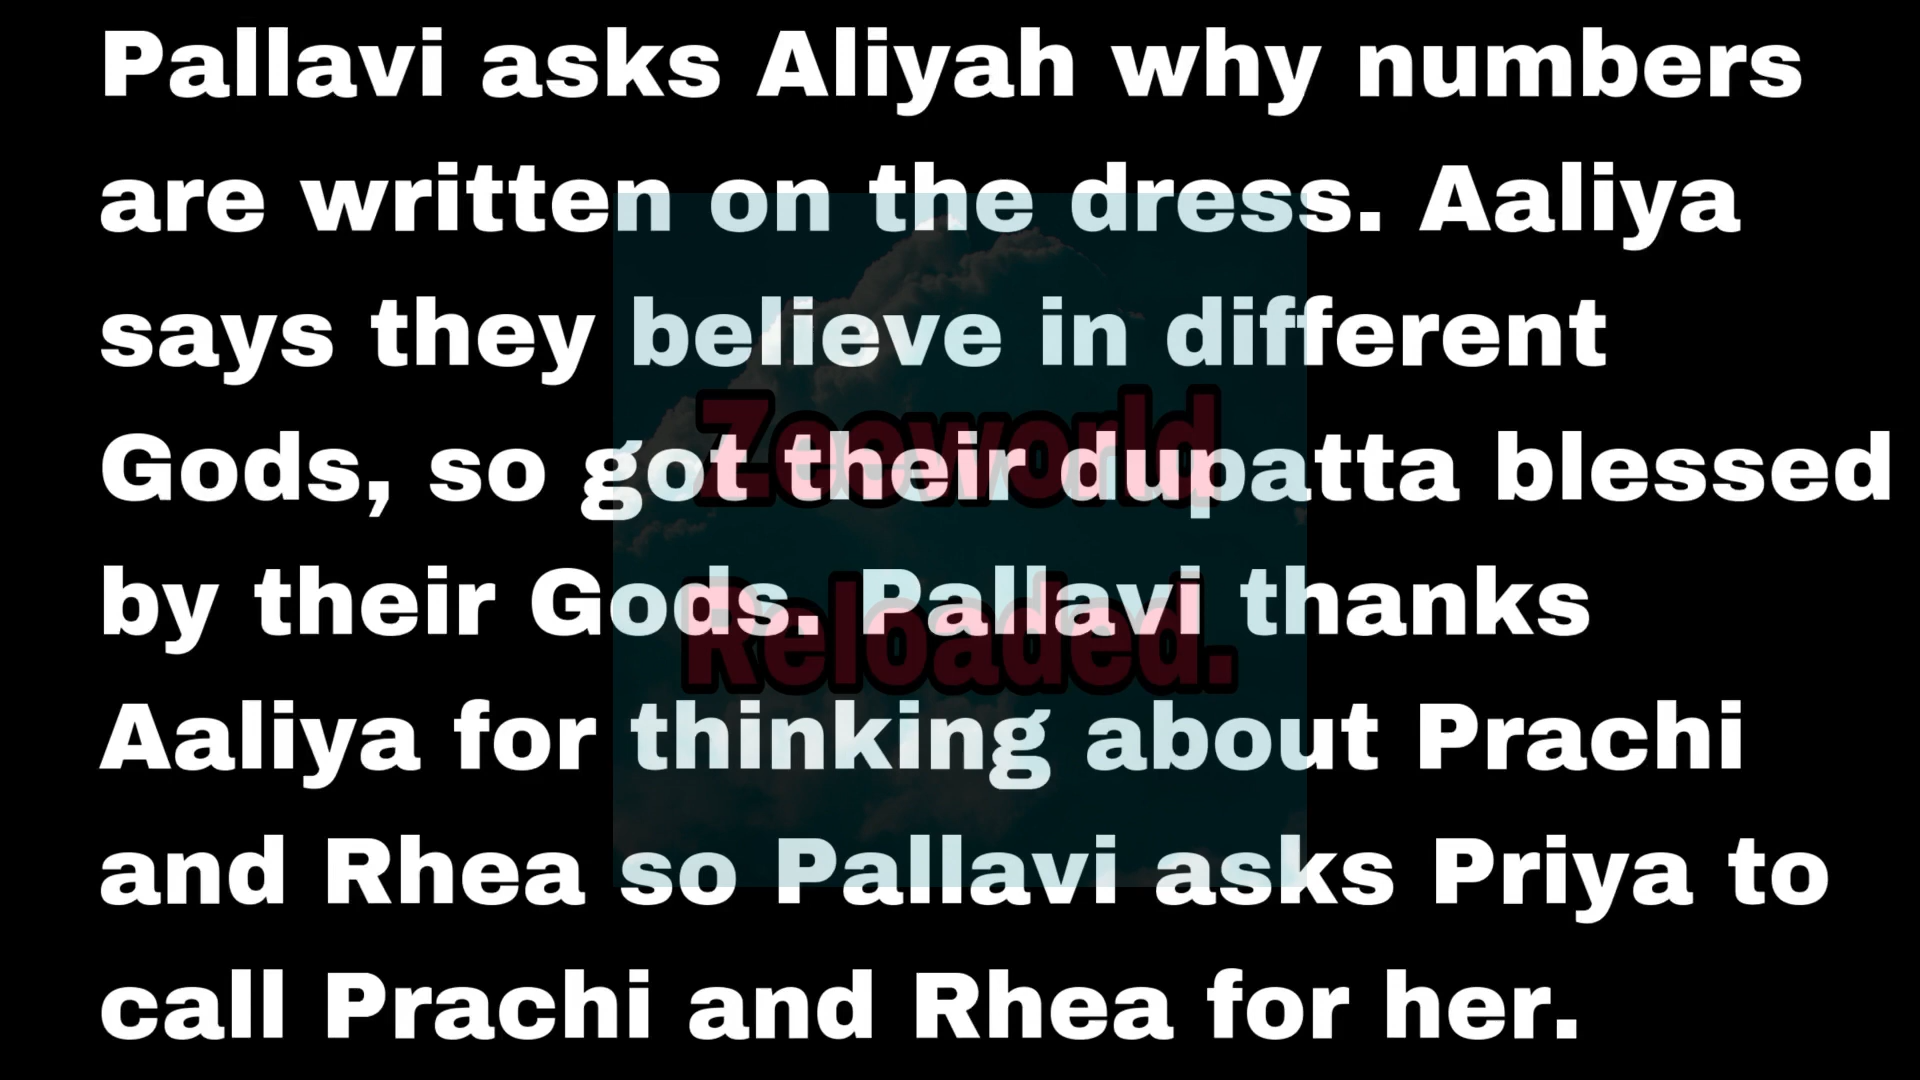 Pallavi asks Aliyah why numbers
are written on the dress. Aaliya
says they believe in different
Gods, so got their dupatta blessed
by their Gods. Pallavi thanks
Aaliya for thinking about Prachi
and Rhea so Pallavi asks Priya to
call Prachi and Rhea for her.
Zeeworld
Reloaded.